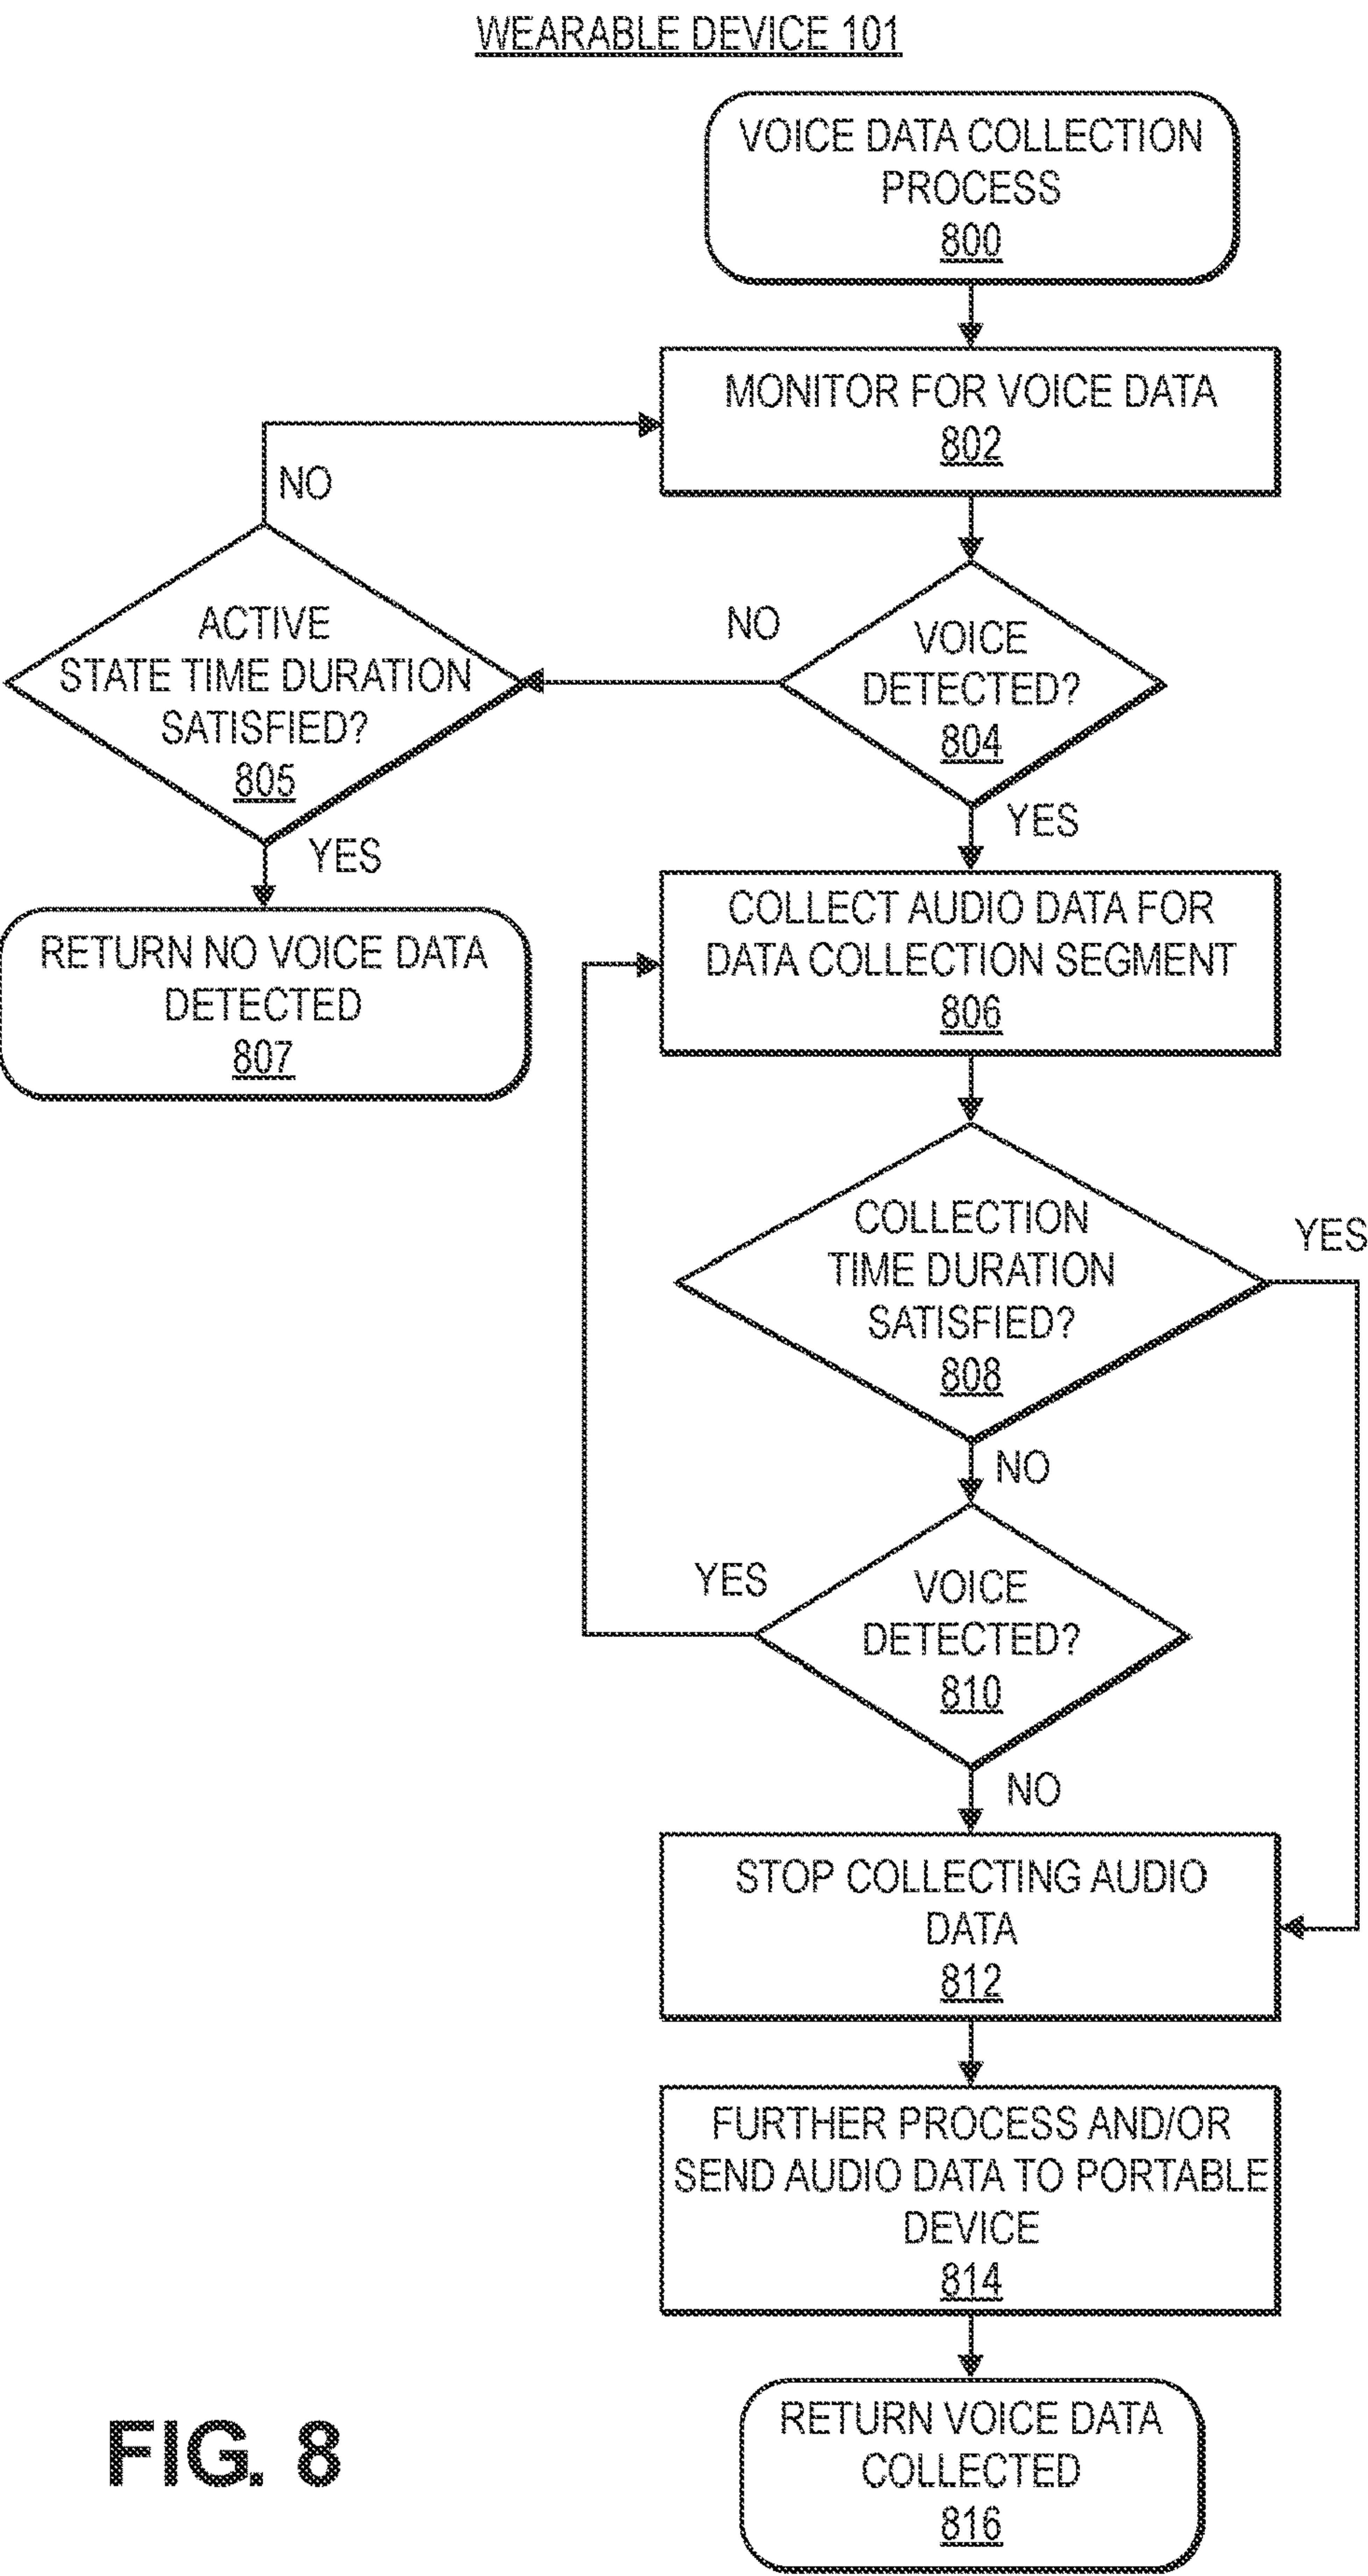 WEARABLE DEVICE 101
VOICE DATA COLLECTION
PROCESS
800
MONITOR FOR VOICE DATA
802
NO
ACTIVE
STATE TIME DURATION
SATISFIED?
805
NO
VOICE
DETECTED?
804
YES
YES
RETURN NO VOICE DATA
DETECTED
807
COLLECT AUDIO DATA FOR
DATA COLLECTION SEGMENT
806
COLLECTION
TIME DURATION
SATISFIED?
808
YES
NO
YES
VOICE
DETECTED?
810
NO
STOP COLLECTING AUDIO
DATA
812
FURTHER PROCESS AND/OR
SEND AUDIO DATA TO PORTABLE
DEVICE
814
RETURN VOICE DATA
COLLECTED
816
FIG. 8